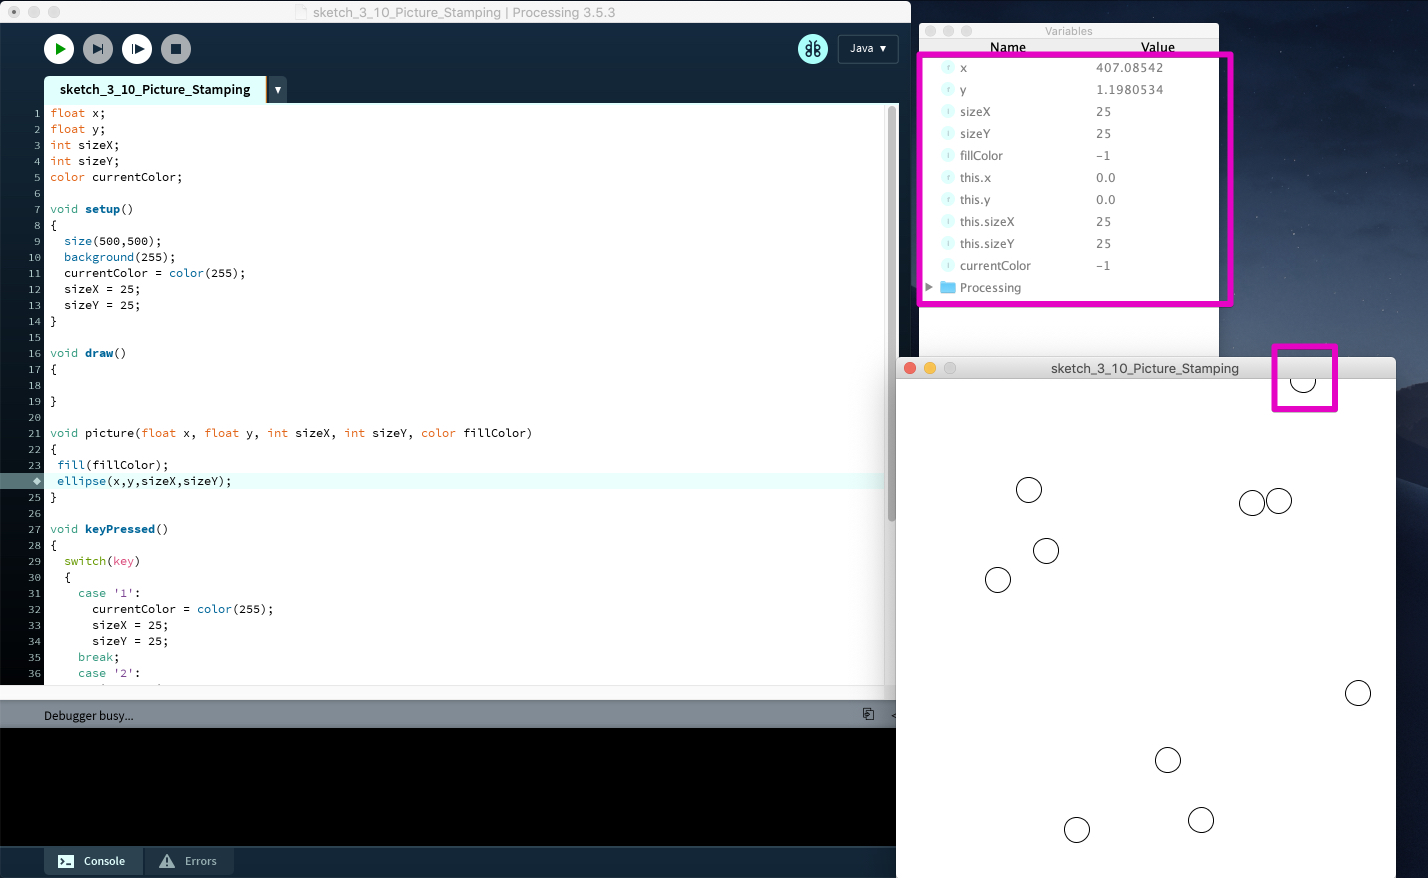 sketch_3_10_Picture_Stamping | Processing 3.5.3
Java ▼
sketch_3_10_Picture_Stamping ▼
1 float x;
2 float y;
3 int sizeX;
4 int sizeY;
5 color currentColor;
6
7 void setup()
8 {
9 size(500,500);
10 background(255);
11 currentColor = color(255);
12 sizeX = 25;
13 sizeY = 25;
14 }
15
16 void draw()
17 {
18
19 }
20
21 void picture(float x, float y, int sizeX, int sizeY, color fillColor)
22 {
23 fill(fillColor);
ellipse(x,y,sizeX,sizeY);
25 }
26
27 void keyPressed()
28 {
29 switch(key)
30 {
31 case '1':
32 currentColor = color(255);
33 sizeX = 25;
34 sizeY = 25;
35 break;
36 case '2':
Debugger busy...
Console
Errors
Variables
Name Value
f x 407.08542
f y 1.1980534
I sizeX 25
I sizeY 25
I fillColor -1
f this.x 0.0
f this.y 0.0
I this.sizeX 25
I this.sizeY 25
I currentColor -1
Processing
sketch_3_10_Picture_Stamping